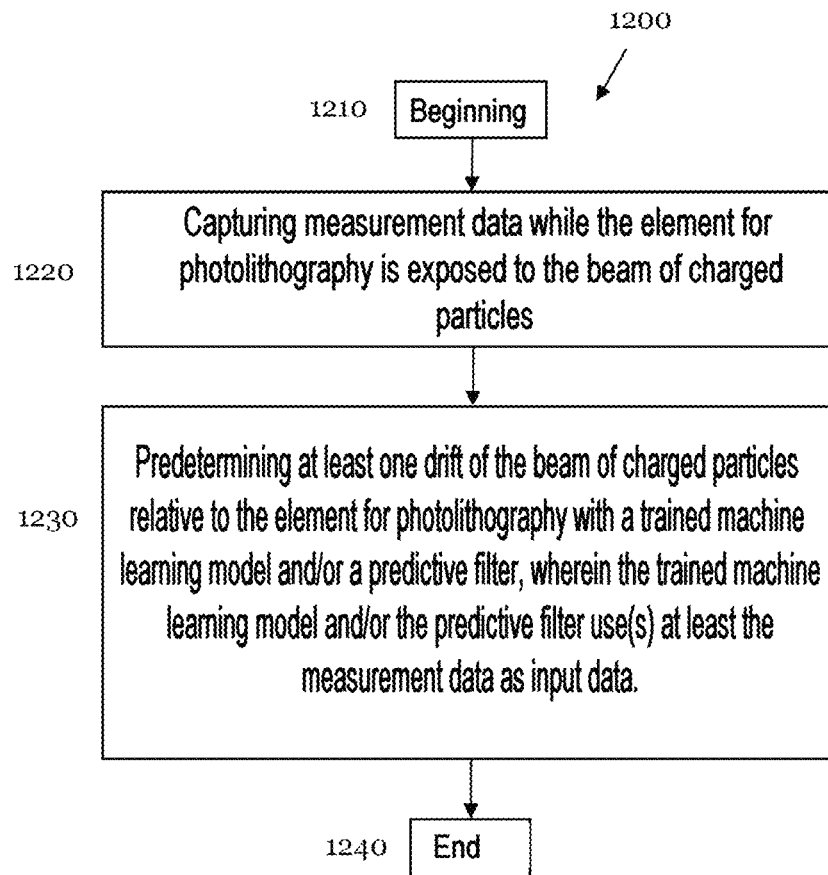 1200
1210
Beginning
Capturing measurement data while the element for
photolithography is exposed to the beam of charged
particles
1220
Predetermining at least one drift of the beam of charged particles
relative to the element for photolithography with a trained machine
learning model and/or a predictive filter, wherein the trained machine
learning model and/or the predictive filter use(s) at least the
measurement data as input data.
1230
1240
End